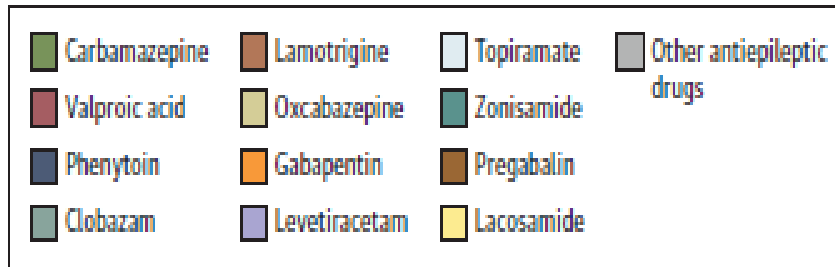 Carbamazepine
Valproic acid
Phenytoin
Clobazam
Lamotrigine
Oxcabazepine
Gabapentin
Levetiracetam
Topiramate
Zonisamide
Pregabalin
Lacosamide
Other antiepileptic
drugs